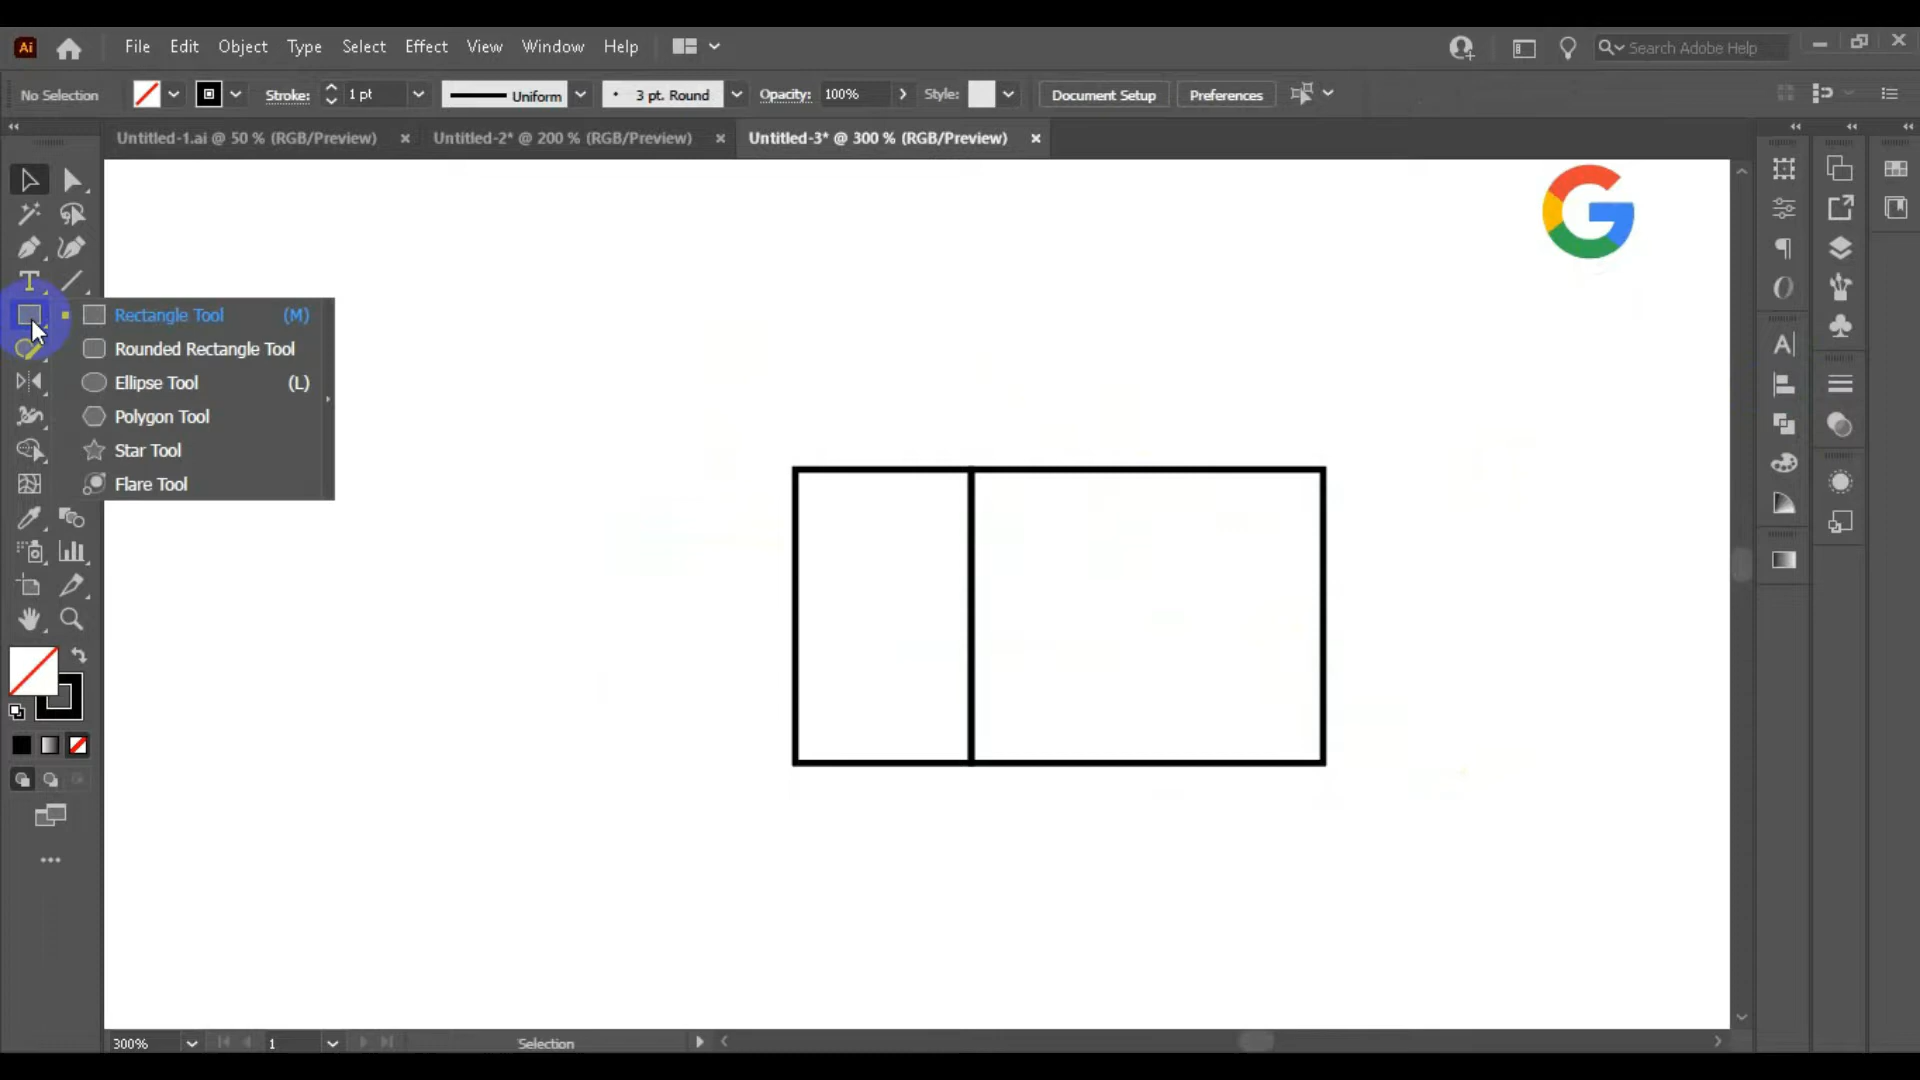 Ai File Edit Object Type Select Effect View Window Help Search Adobe Help
No Selection Stroke: 1 pt Uniform 3 pt. Round Opacity: 100% Style: Document Setup Preferences
Untitled-1.ai @ 50 % (RGB/Preview) × Untitled-2* @ 200 % (RGB/Preview) × Untitled-3* @ 300 % (RGB/Preview) ×
Rectangle Tool (M)
Rounded Rectangle Tool
Ellipse Tool (L)
Polygon Tool
Star Tool
Flare Tool
300% 1 Selection